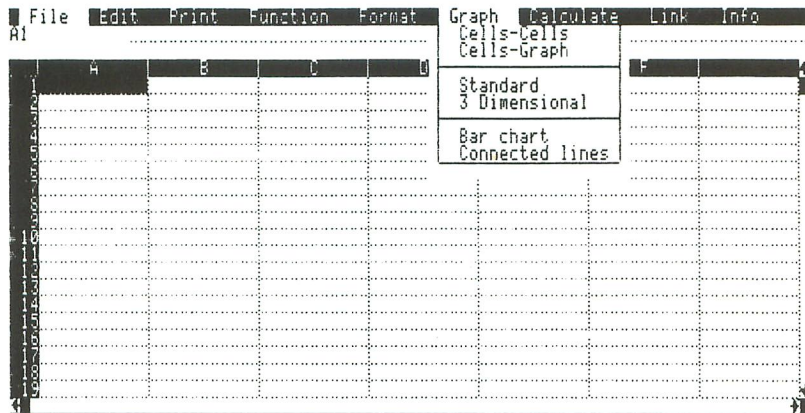 File Edit Print Function Format Graph Calculate Link Info
A1
Cells-Cells
Cells-Graph
Standard
3 Dimensional
Bar chart
Connected lines
A B C D F
1
2
3
4
5
6
7
8
9
10
11
12
13
14
15
16
17
18
19